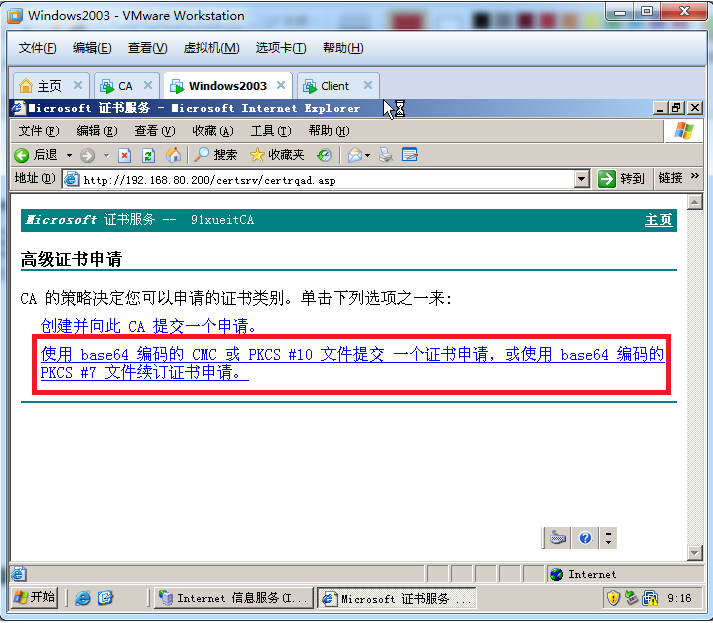 Windows2003 - VMware Workstation
文件(F) 编辑(E) 查看(V) 虚拟机(M) 选项卡(T) 帮助(H)
主页 CA Windows2003 Client
Microsoft 证书服务 - Microsoft Internet Explorer
文件(F) 编辑(E) 查看(V) 收藏(A) 工具(T) 帮助(H)
后退 搜索 收藏夹
地址(D) http://192.168.80.200/certsrv/certrqad.asp 转到 链接 »
Microsoft 证书服务 -- 91xueitCA 主页
高级证书申请
CA 的策略决定您可以申请的证书类别。单击下列选项之一来:
创建并向此 CA 提交一个申请。
使用 base64 编码的 CMC 或 PKCS #10 文件提交 一个证书申请，或使用 base64 编码的
PKCS #7 文件续订证书申请。
Internet
开始 Internet 信息服务(I... Microsoft 证书服务 ... 9:16